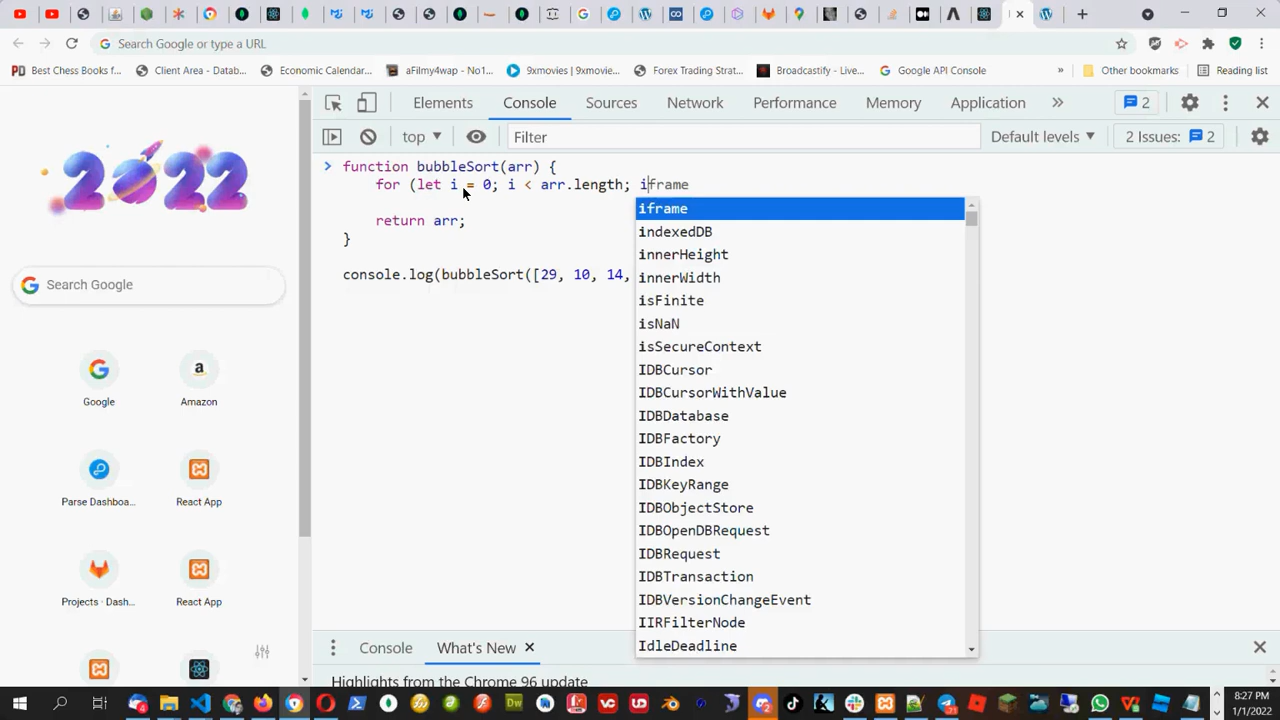 Search Google or type a URL
Best Chess Books f...
Client Area - Datab...
Economic Calendar...
aFilmy4wap - No1...
9xmovies - 9xmovie...
Forex Trading Strat...
Broadcastify - Live...
Google API Console
»
Other bookmarks
Reading list
Elements
Console
Sources
Network
Performance
Memory
Application
»
2
top
Filter
Default levels
2 Issues:
2
function bubbleSort(arr) {
for (let i = 0; i < arr.length; iframe
return arr;
}
console.log(bubbleSort([29, 10, 14,
iframe
indexedDB
innerHeight
innerWidth
isFinite
isNaN
isSecureContext
IDBCursor
IDBCursorWithValue
IDBDatabase
IDBFactory
IDBIndex
IDBKeyRange
IDBObjectStore
IDBOpenDBRequest
IDBRequest
IDBTransaction
IDBVersionChangeEvent
IIRFilterNode
IdleDeadline
2022
Search Google
Google
Amazon
Parse Dashboa...
React App
Projects · Dash...
React App
Console
What's New
Highlights from the Chrome 96 update
8:27 PM
1/1/2022